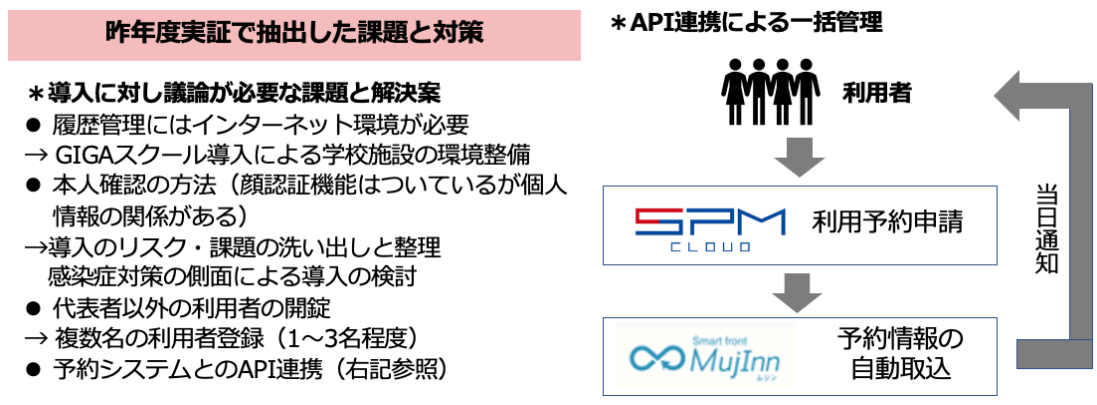 昨年度実証で抽出した課題と対策
＊導入に対し議論が必要な課題と解決案
● 履歴管理にはインターネット環境が必要
→ GIGAスクール導入による学校施設の環境整備
● 本人確認の方法（顔認証機能はついているが個人
情報の関係がある）
→導入のリスク・課題の洗い出しと整理
感染症対策の側面による導入の検討
● 代表者以外の利用者の開錠
→ 複数名の利用者登録（1～3名程度）
● 予約システムとのAPI連携（右記参照）
＊API連携による一括管理
利用者
SPM
CLOUD
利用予約申請
Smart front
MujInn
ムジン
予約情報の
自動取込
当日通知